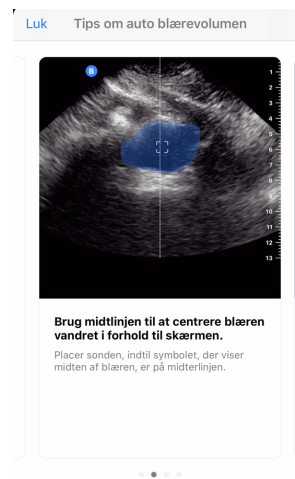 Luk
Tips om auto blærevolumen
B
1
2
3
4
5
6
7
8
9
10
11
12
13
Brug midtlinjen til at centrere blæren
vandret i forhold til skærmen.
Placer sonden, indtil symbolet, der viser
midten af blæren, er på midterlinjen.